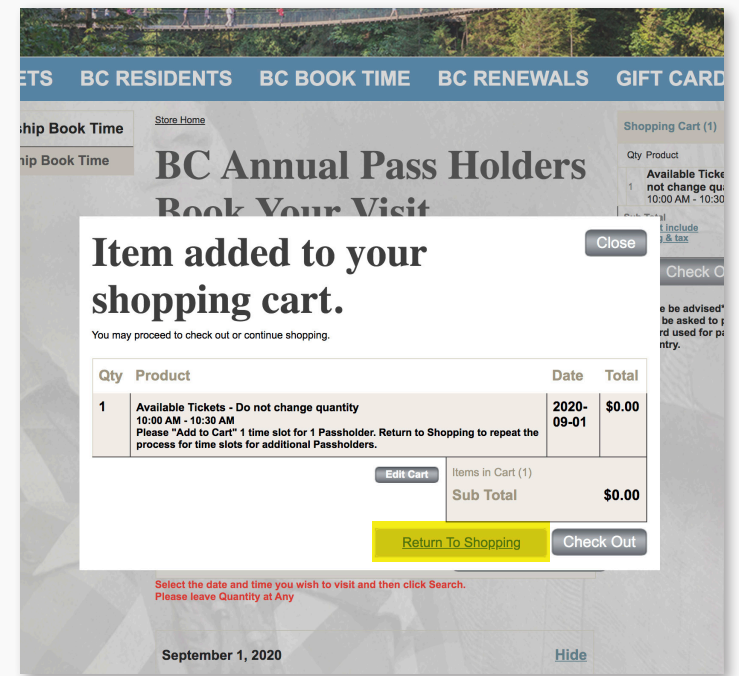 ETS BC RESIDENTS BC BOOK TIME BC RENEWALS GIFT CARD
ship Book Time
hip Book Time
Store Home
BC Annual Pass Holders
Book Your Visit
Shopping Cart (1)
Qty Product
1 Available Ticke
not change qua
10:00 AM - 10:30
Sub Total
t include
g & tax
Check O
e be advised*
be asked to p
rd used for pa
ntry.
Item added to your
shopping cart.
Close
You may proceed to check out or continue shopping.
Qty Product Date Total
1 Available Tickets - Do not change quantity 2020- $0.00
10:00 AM - 10:30 AM 09-01
Please "Add to Cart" 1 time slot for 1 Passholder. Return to Shopping to repeat the
process for time slots for additional Passholders.
Edit Cart Items in Cart (1)
Sub Total $0.00
Return To Shopping Check Out
Select the date and time you wish to visit and then click Search.
Please leave Quantity at Any
September 1, 2020 Hide